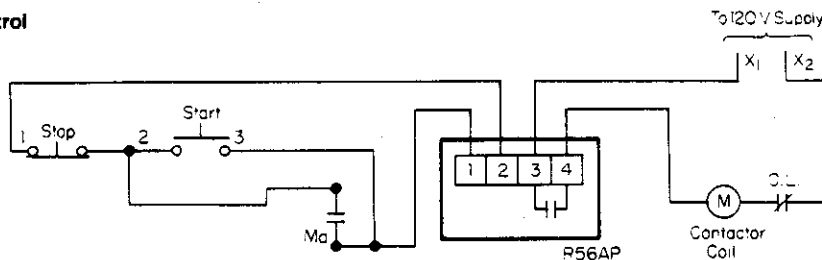 trol
To 120 V Supply
X1 X2
Start
1 Stop 2 3
1 2 3 4
Ma
M
O.L.
Contactor
Coil
R56AP